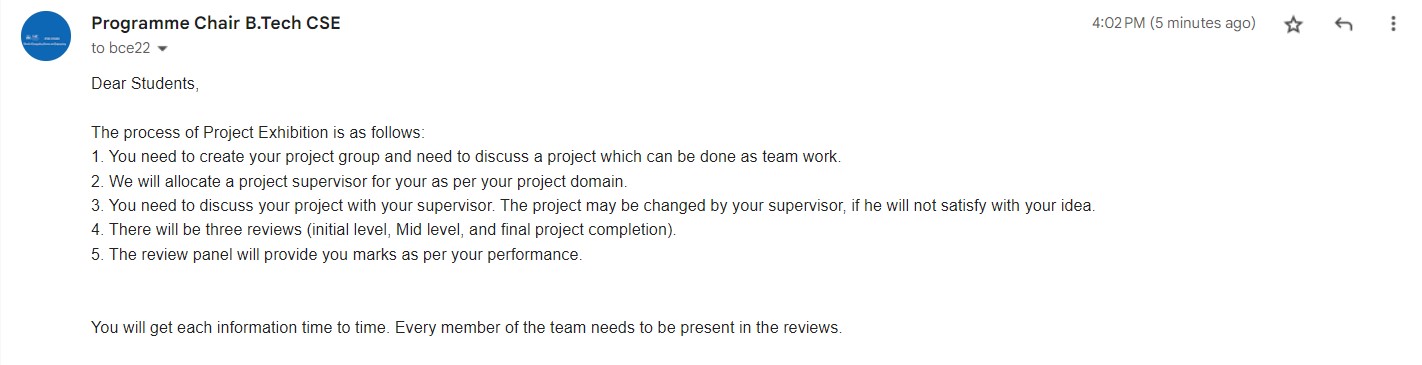 Programme Chair B.Tech CSE
4:02 PM (5 minutes ago)
to bce22
Dear Students,
The process of Project Exhibition is as follows:
1. You need to create your project group and need to discuss a project which can be done as team work.
2. We will allocate a project supervisor for your as per your project domain.
3. You need to discuss your project with your supervisor. The project may be changed by your supervisor, if he will not satisfy with your idea.
4. There will be three reviews (initial level, Mid level, and final project completion).
5. The review panel will provide you marks as per your performance.
You will get each information time to time. Every member of the team needs to be present in the reviews.